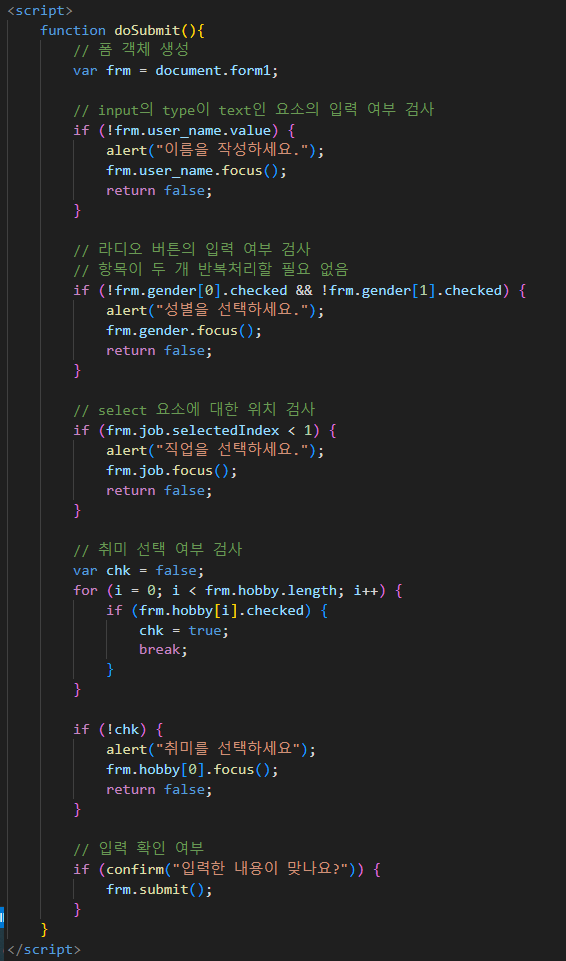 <script>
function doSubmit(){
// 폼 객체 생성
var frm = document.form1;
// input의 type이 text인 요소의 입력 여부 검사
if (!frm.user_name.value) {
alert("이름을 작성하세요.");
frm.user_name.focus();
return false;
}
// 라디오 버튼의 입력 여부 검사
// 항목이 두 개 반복처리할 필요 없음
if (!frm.gender[0].checked && !frm.gender[1].checked) {
alert("성별을 선택하세요.");
frm.gender.focus();
return false;
}
// select 요소에 대한 위치 검사
if (frm.job.selectedIndex < 1) {
alert("직업을 선택하세요.");
frm.job.focus();
return false;
}
// 취미 선택 여부 검사
var chk = false;
for (i = 0; i < frm.hobby.length; i++) {
if (frm.hobby[i].checked) {
chk = true;
break;
}
}
if (!chk) {
alert("취미를 선택하세요");
frm.hobby[0].focus();
return false;
}
// 입력 확인 여부
if (confirm("입력한 내용이 맞나요?")) {
frm.submit();
}
}
</script>